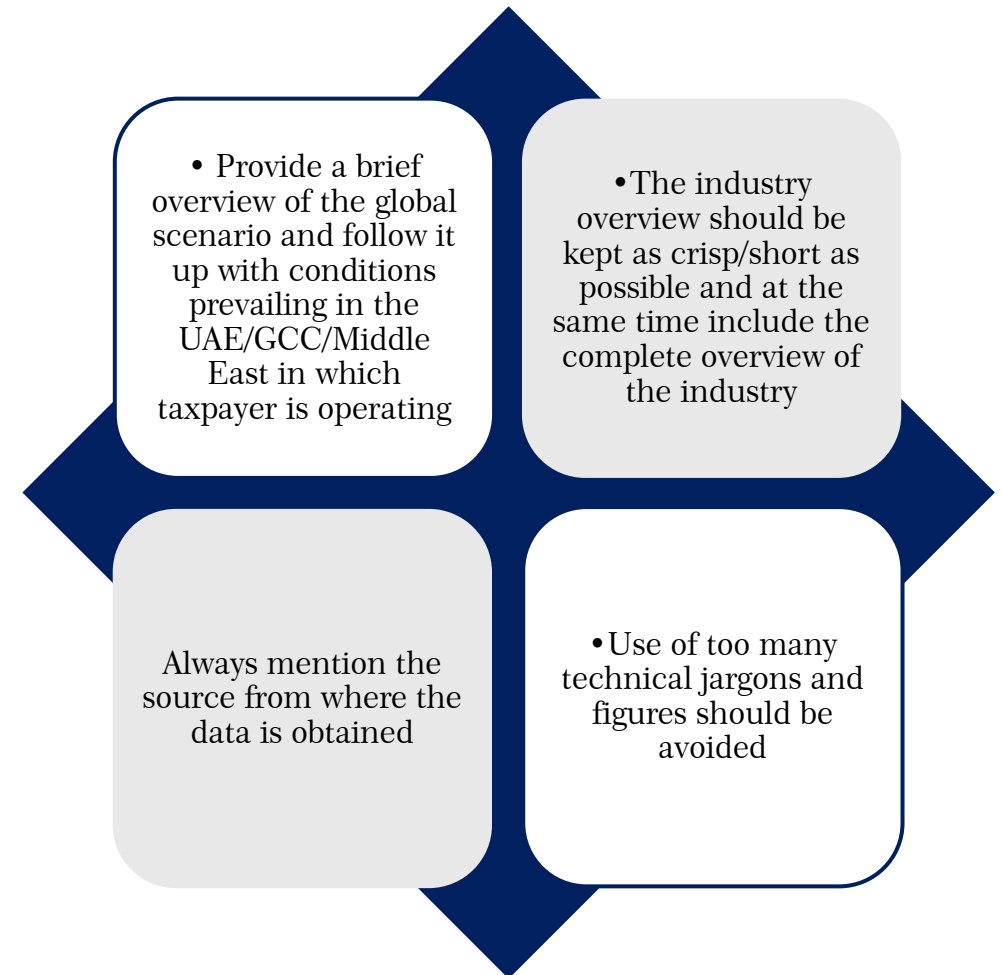 • Provide a brief
overview of the global
scenario and follow it
up with conditions
prevailing in the
UAE/GCC/Middle
East in which
taxpayer is operating
•The industry
overview should be
kept as crisp/short as
possible and at the
same time include the
complete overview of
the industry
Always mention the
source from where the
data is obtained
•Use of too many
technical jargons and
figures should be
avoided